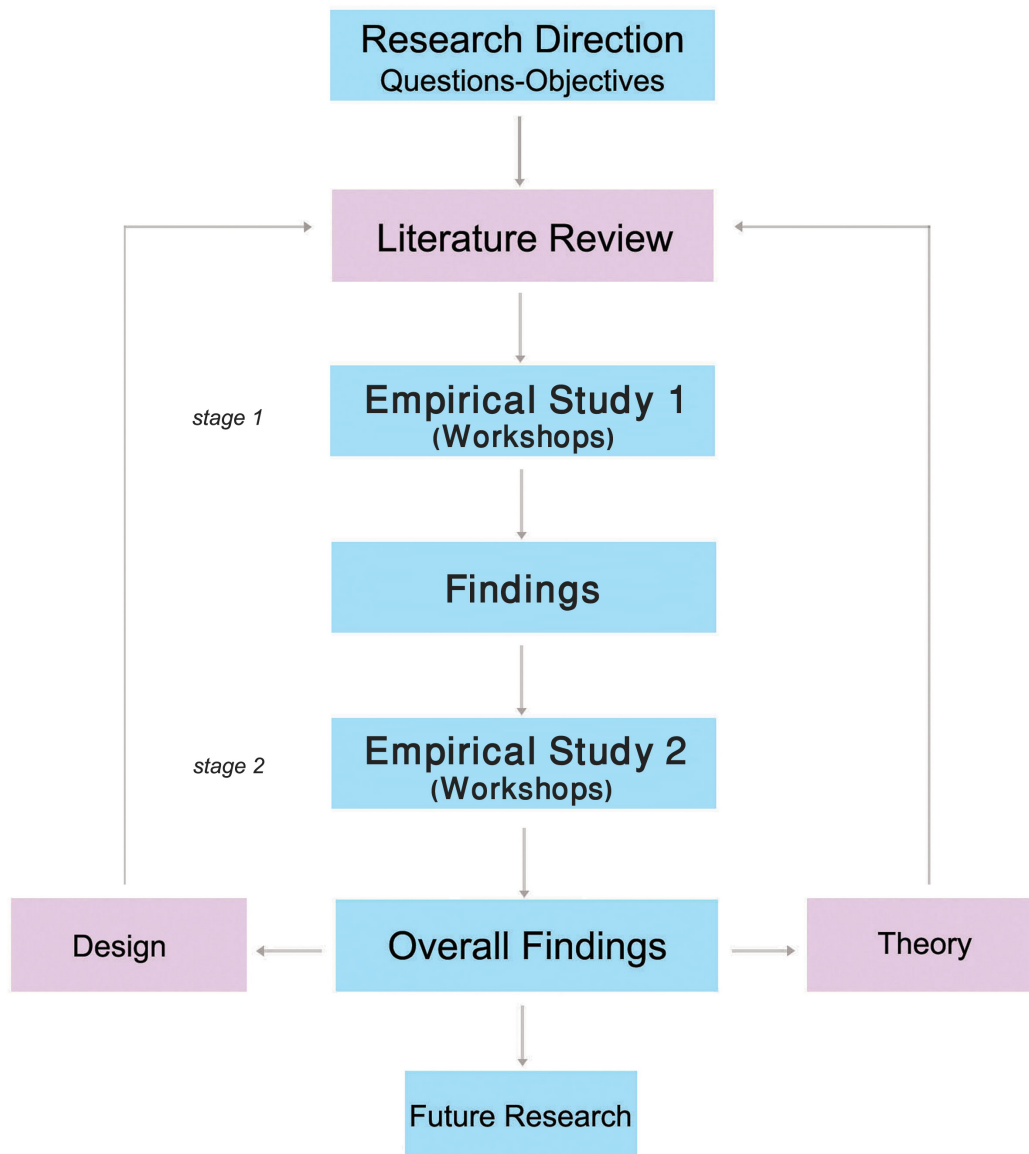 Research Direction
Questions-Objectives
Literature Review
stage 1
Empirical Study 1
(Workshops)
Findings
stage 2
Empirical Study 2
(Workshops)
Design
Overall Findings
Theory
Future Research